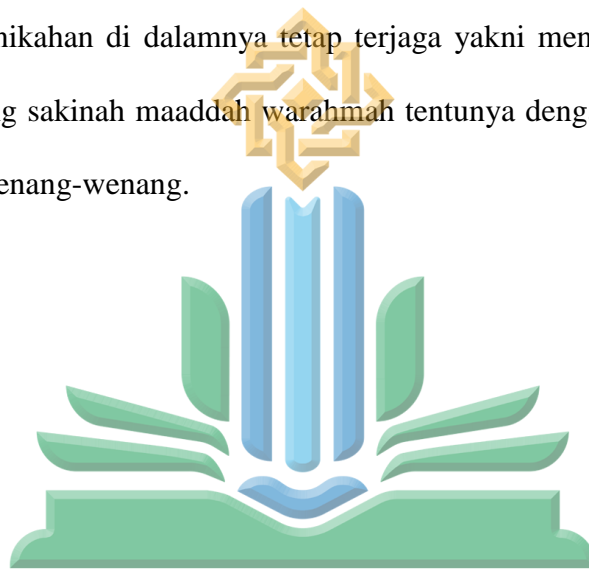 nikahan di dalamnya tetap terjaga yakni men
g sakinah maaddah warahmah tentunya deng
enang-wenang.